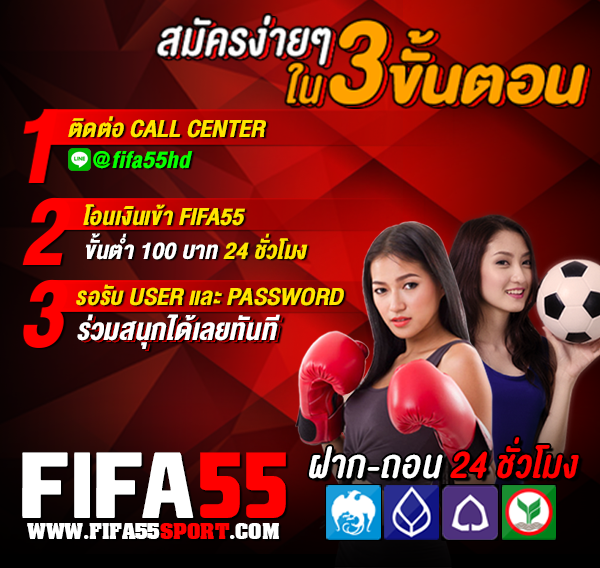 สมัครง่ายๆ
ใน 3 ขั้นตอน
1 ติดต่อ CALL CENTER
LINE @fifa55hd
2 โอนเงินเข้า FIFA55
ขั้นต่ำ 100 บาท 24 ชั่วโมง
3 รอรับ USER และ PASSWORD
ร่วมสนุกได้เลยทันที
FIFA55
WWW.FIFA55SPORT.COM
ฝาก-ถอน 24 ชั่วโมง